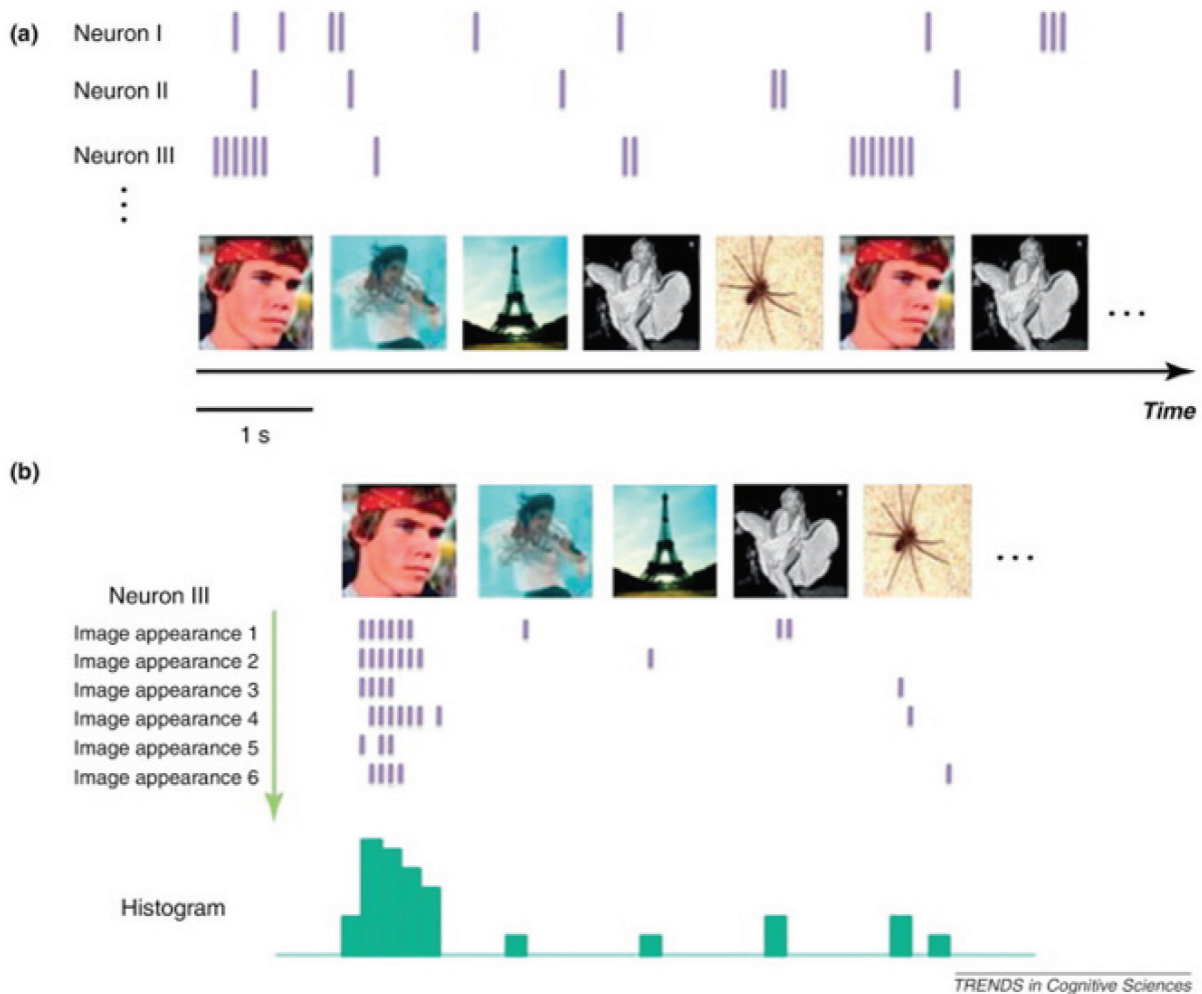 (a)
Neuron I
Neuron II
Neuron III
Time
1 s
(b)
Neuron III
Image appearance 1
Image appearance 2
Image appearance 3
Image appearance 4
Image appearance 5
Image appearance 6
Histogram
TRENDS in Cognitive Sciences